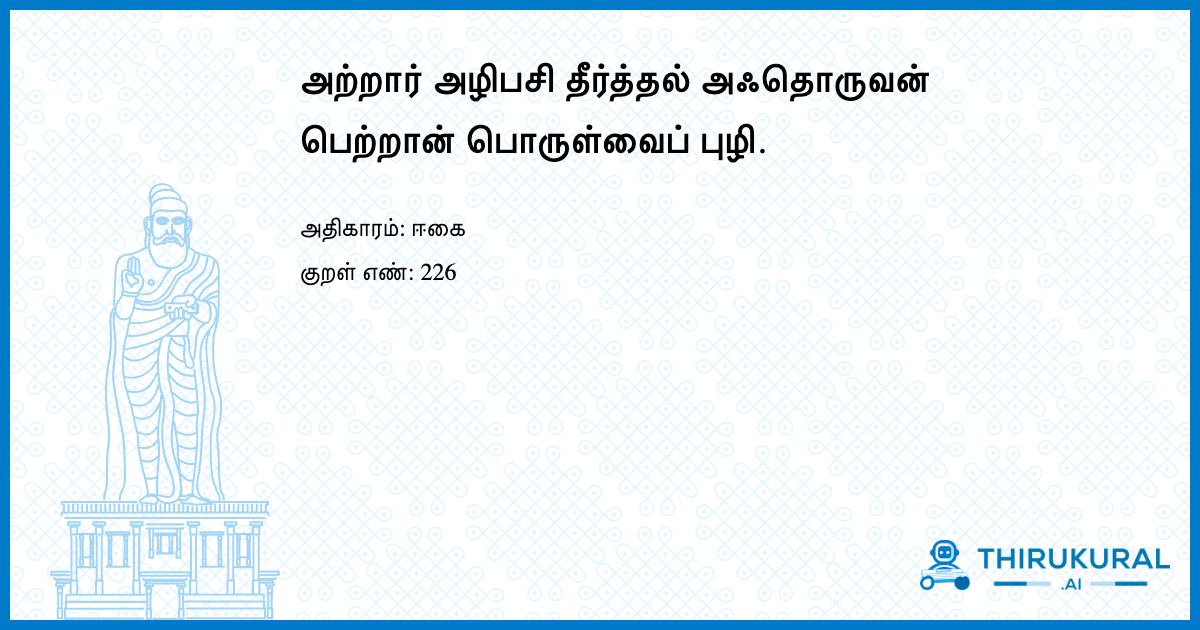 அற்றார் அழிபசி தீர்த்தல் அஃதொருவன்
பெற்றான் பொருள்வைப் புழி.
அதிகாரம்: ஈகை
குறள் எண்: 226
THIRUKURAL
.AI